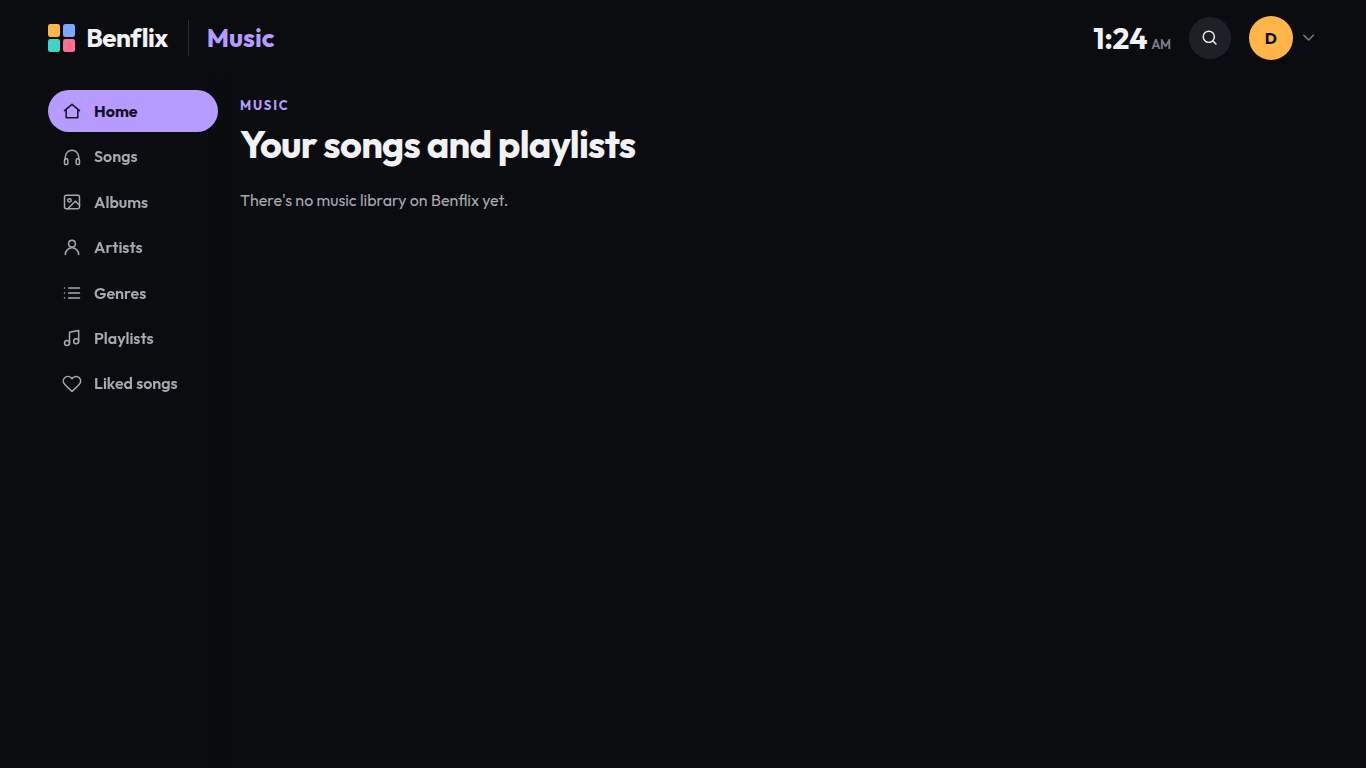 Benflix
Music
1:24 AM
D
Home
Songs
Albums
Artists
Genres
Playlists
Liked songs
MUSIC
Your songs and playlists
There's no music library on Benflix yet.